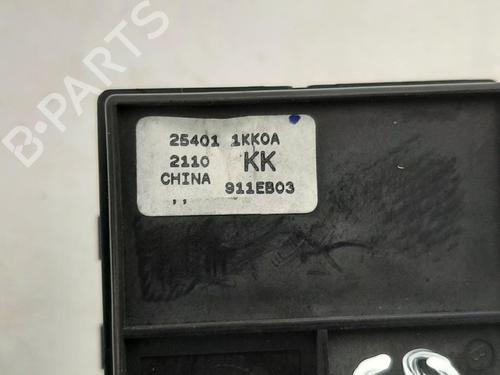 B-PARTS
25401 1KK0A
2110 KK
CHINA 911EB03
,,